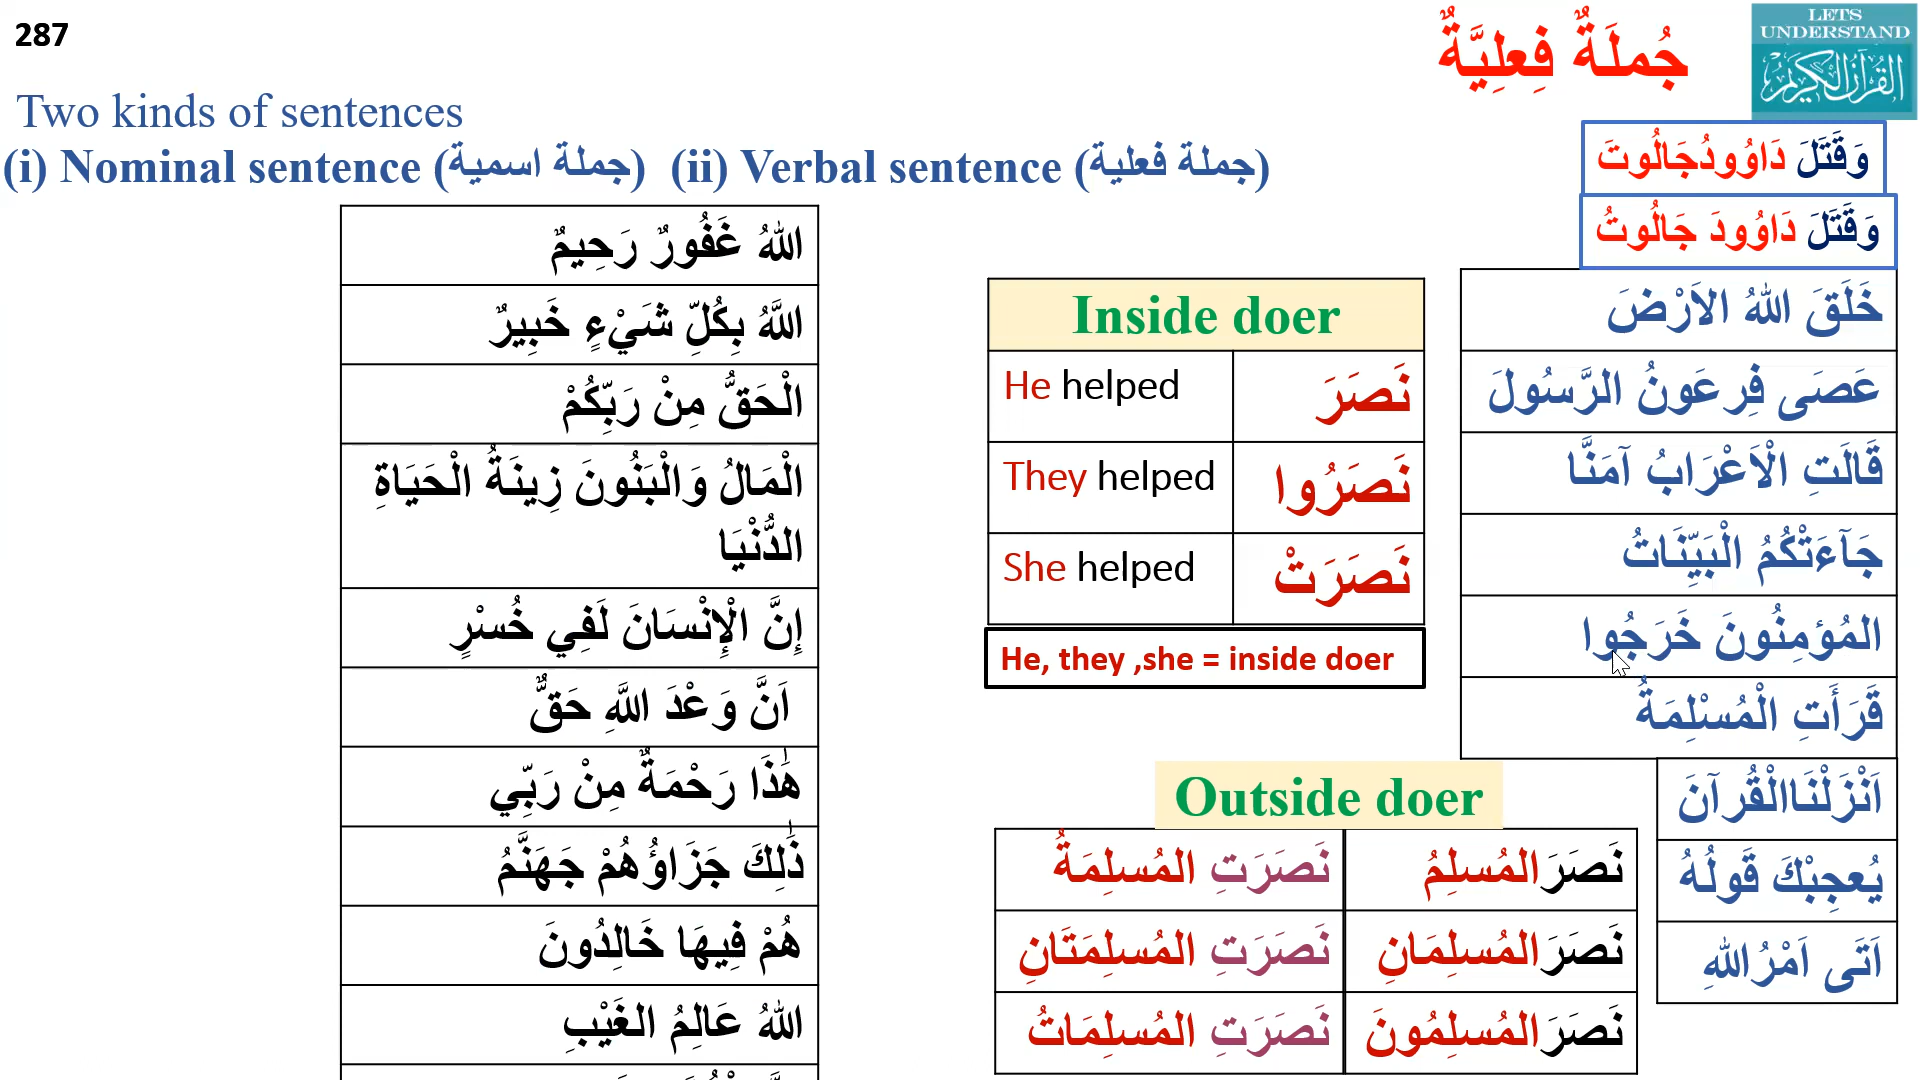 287
جُملَةٌ فِعلِيَّةٌ
LETS
UNDERSTAND
القرآن الكريم
Two kinds of sentences
(i) Nominal sentence (جملة اسمية) (ii) Verbal sentence (جملة فعلية)
اللهُ غَفُورٌ رَحِيمٌ
اللَّهُ بِكُلِّ شَيْءٍ خَبِيرٌ
الْحَقُّ مِنْ رَبِّكُمْ
الْمَالُ وَالْبَنُونَ زِينَةُ الْحَيَاةِ
الدُّنْيَا
إِنَّ الْإِنْسَانَ لَفِي خُسْرٍ
اَنَّ وَعْدَ اللَّهِ حَقٌّ
هَٰذَا رَحْمَةٌ مِنْ رَبِّي
ذَٰلِكَ جَزَاؤُهُمْ جَهَنَّمُ
هُمْ فِيهَا خَالِدُونَ
اللهُ عَالِمُ الغَيْبِ
Inside doer
He helped نَصَرَ
They helped نَصَرُوا
She helped نَصَرَتْ
He, they ,she = inside doer
Outside doer
نَصَرَ المُسلِمُ نَصَرَتِ المُسلِمَةُ
نَصَرَ المُسلِمَانِ نَصَرَتِ المُسلِمَتَانِ
نَصَرَ المُسلِمُونَ نَصَرَتِ المُسلِمَاتُ
وَقَتَلَ دَاوُودُجَالُوتَ
وَقَتَلَ دَاوُودَ جَالُوتُ
خَلَقَ اللهُ الاَرْضَ
عَصَى فِرعَونُ الرَّسُولَ
قَالَتِ الْاَعْرَابُ آمَنَّا
جَآءَتْكُمُ الْبَيِّنَاتُ
المُؤمِنُونَ خَرَجُوا
قَرَأَتِ الْمُسْلِمَةُ
اَنْزَلْنَاالْقُرآنَ
يُعجِبْكَ قَولُهُ
اَتَى اَمْرُاللهِ